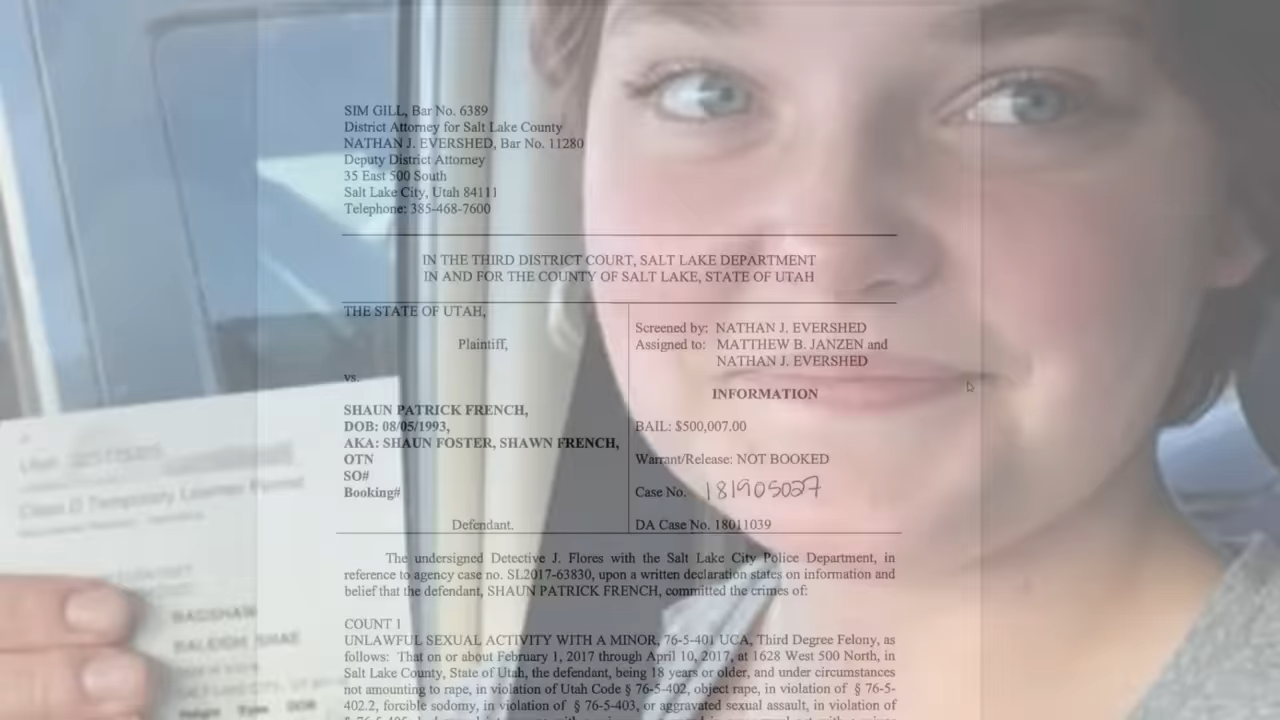 SIM GILL, Bar No. 6389
District Attorney for Salt Lake County
NATHAN J. EVERSHED, Bar No. 11280
Deputy District Attorney
35 East 500 South
Salt Lake City, Utah 84111
Telephone: 385-468-7600
IN THE THIRD DISTRICT COURT, SALT LAKE DEPARTMENT
IN AND FOR THE COUNTY OF SALT LAKE, STATE OF UTAH
THE STATE OF UTAH,
Plaintiff,
vs.
SHAUN PATRICK FRENCH,
DOB: 08/05/1993,
AKA: SHAUN FOSTER, SHAWN FRENCH,
OTN
SO#
Booking#
Defendant.
Screened by: NATHAN J. EVERSHED
Assigned to: MATTHEW B. JANZEN and
NATHAN J. EVERSHED
INFORMATION
BAIL: $500,007.00
Warrant/Release: NOT BOOKED
Case No. 181905027
DA Case No. 18011039
The undersigned Detective J. Flores with the Salt Lake City Police Department, in
reference to agency case no. SL2017-63830, upon a written declaration states on information and
belief that the defendant, SHAUN PATRICK FRENCH, committed the crimes of:
COUNT 1
UNLAWFUL SEXUAL ACTIVITY WITH A MINOR, 76-5-401 UCA, Third Degree Felony, as
follows: That on or about February 1, 2017 through April 10, 2017, at 1628 West 500 North, in
Salt Lake County, State of Utah, the defendant, being 18 years or older, and under circumstances
not amounting to rape, in violation of Utah Code § 76-5-402, object rape, in violation of § 76-5-
402.2, forcible sodomy, in violation of § 76-5-403, or aggravated sexual assault, in violation of
Class D Temporary Learner Permit